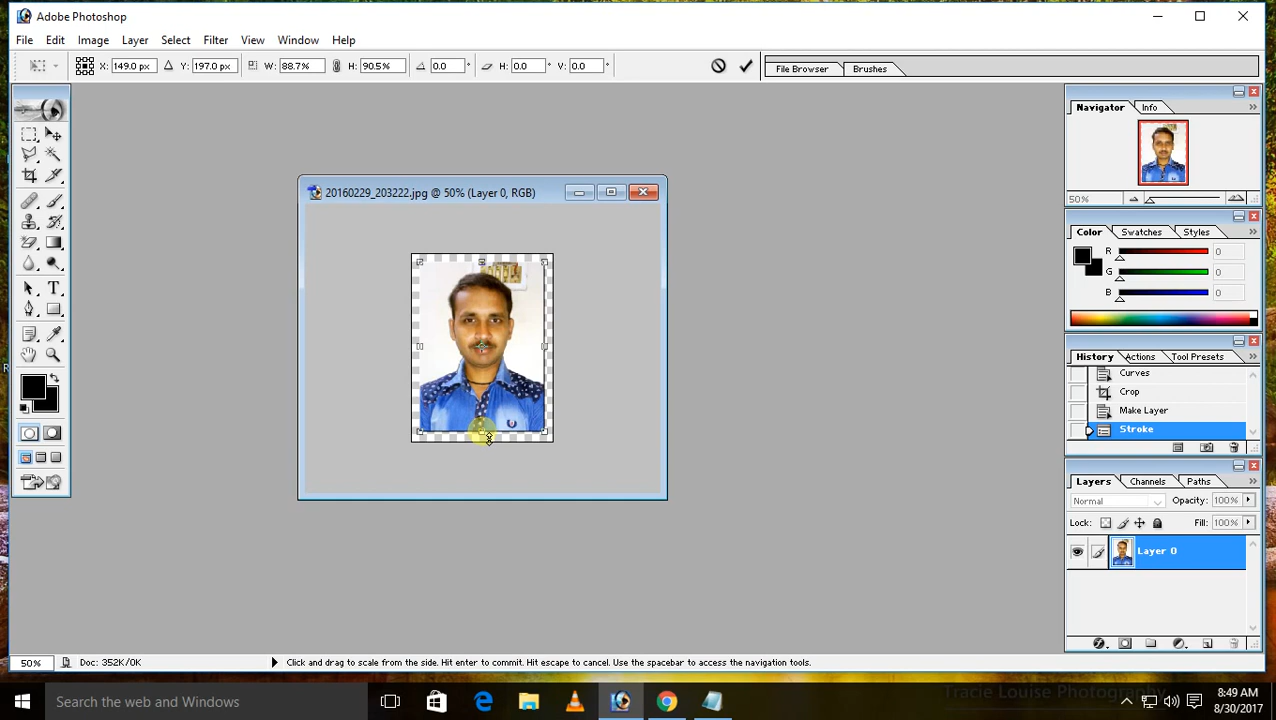 Adobe Photoshop
File Edit Image Layer Select Filter View Window Help
X: 149.0 px Y: 197.0 px W: 88.7% H: 90.5% 0.0 ° H: 0.0 ° V: 0.0 °
File Browser Brushes
Navigator Info
50%
20160229_203222.jpg @ 50% (Layer 0, RGB)
Color Swatches Styles
R 0
G 0
B 0
History Actions Tool Presets
Curves
Crop
Make Layer
Stroke
Layers Channels Paths
Normal Opacity: 100%
Lock: Fill: 100%
Layer 0
50% Doc: 352K/0K Click and drag to scale from the side. Hit enter to commit. Hit escape to cancel. Use the spacebar to access the navigation tools.
Tracie Louise Photography
Search the web and Windows
8:49 AM
8/30/2017